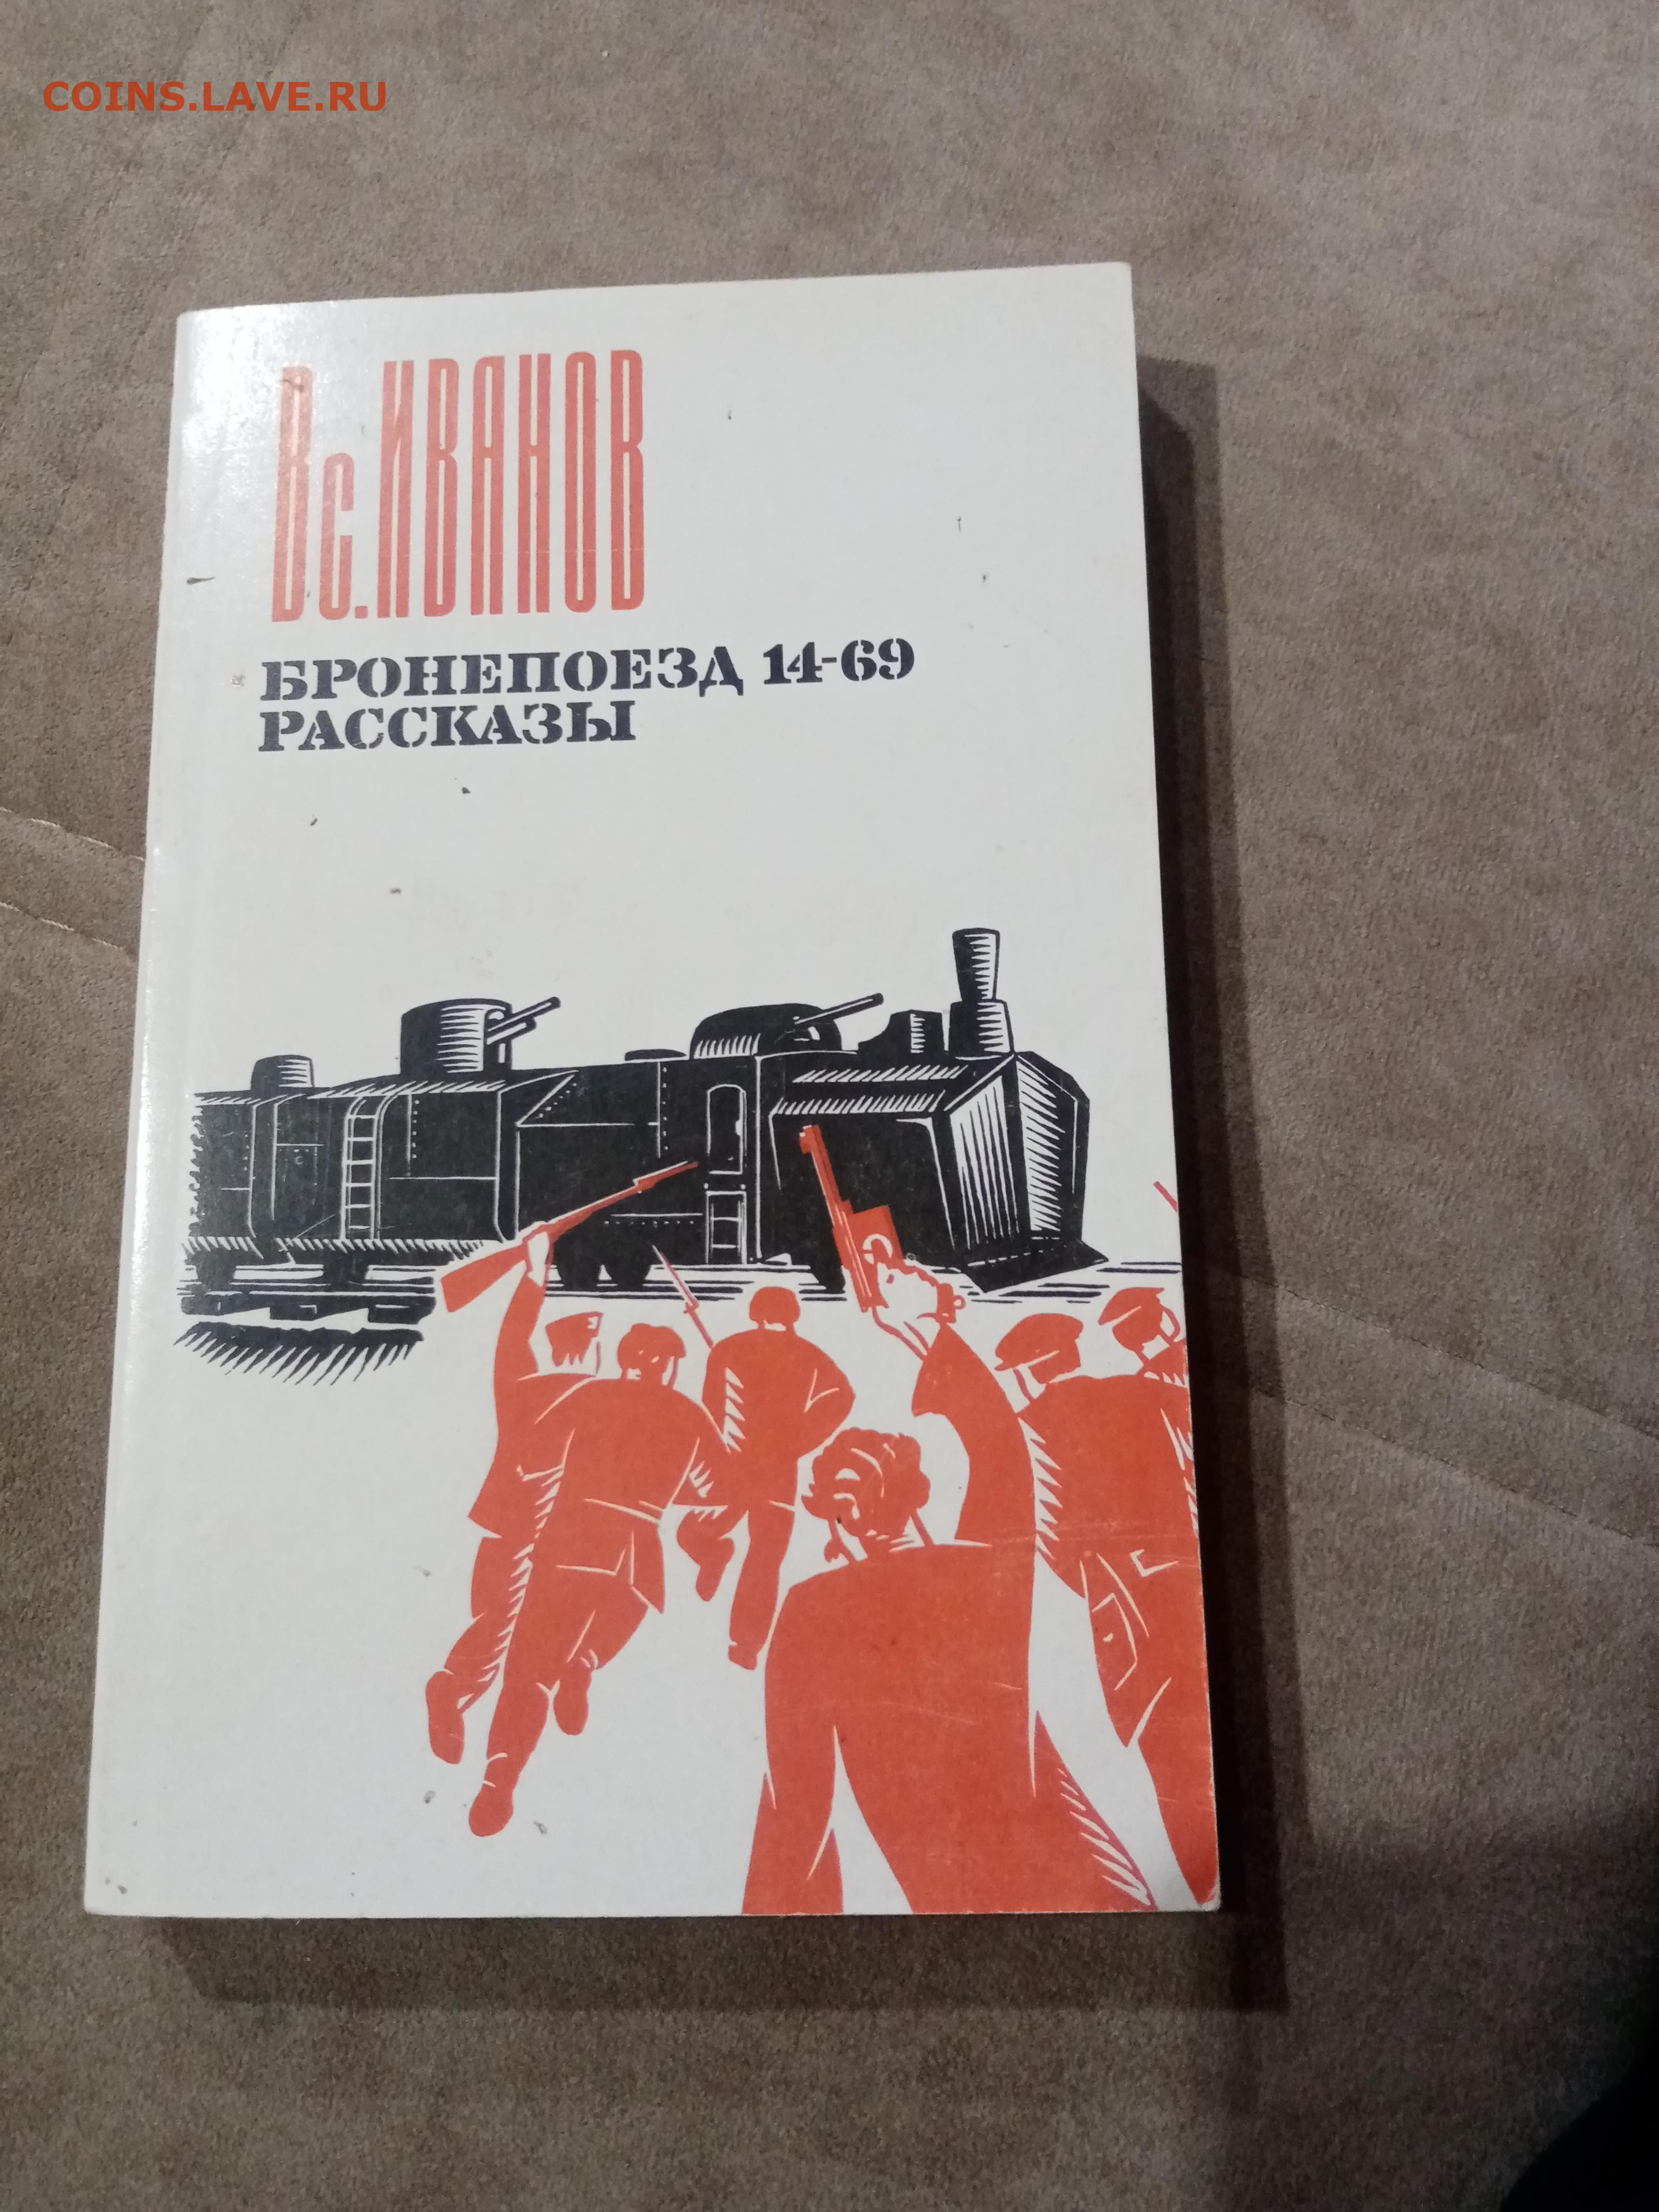 COINS.LAVE.RU
Вс.ИВАНОВ
БРОНЕПОЕЗД 14-69
РАССКАЗЫ